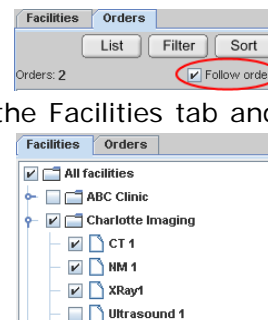 Facilities Orders
List Filter Sort
Orders: 2 Follow orde
the Facilities tab and
Facilities Orders
All facilities
ABC Clinic
Charlotte Imaging
CT 1
NM 1
XRay1
Ultrasound 1